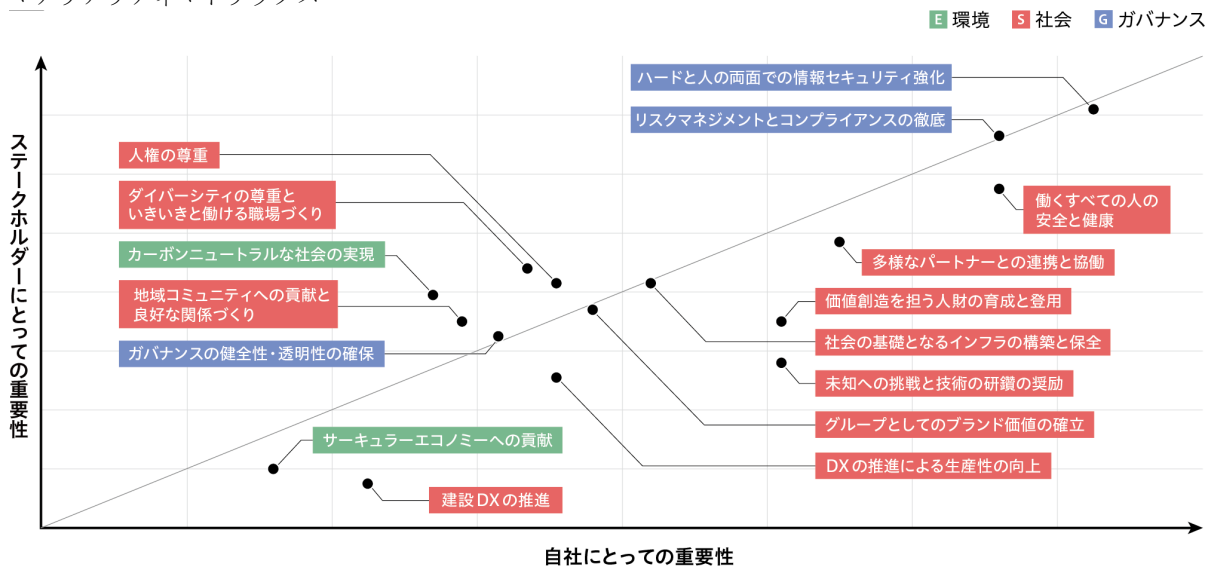 E 環境 S 社会 G ガバナンス
ステークホルダーにとっての重要性
ハードと人の両面での情報セキュリティ強化
リスクマネジメントとコンプライアンスの徹底
人権の尊重
ダイバーシティの尊重と
いきいきと働ける職場づくり
働くすべての人の
安全と健康
カーボンニュートラルな社会の実現
多様なパートナーとの連携と協働
地域コミュニティへの貢献と
良好な関係づくり
価値創造を担う人財の育成と登用
ガバナンスの健全性・透明性の確保
社会の基礎となるインフラの構築と保全
未知への挑戦と技術の研鑽の奨励
グループとしてのブランド価値の確立
サーキュラーエコノミーへの貢献
DXの推進による生産性の向上
建設DXの推進
自社にとっての重要性